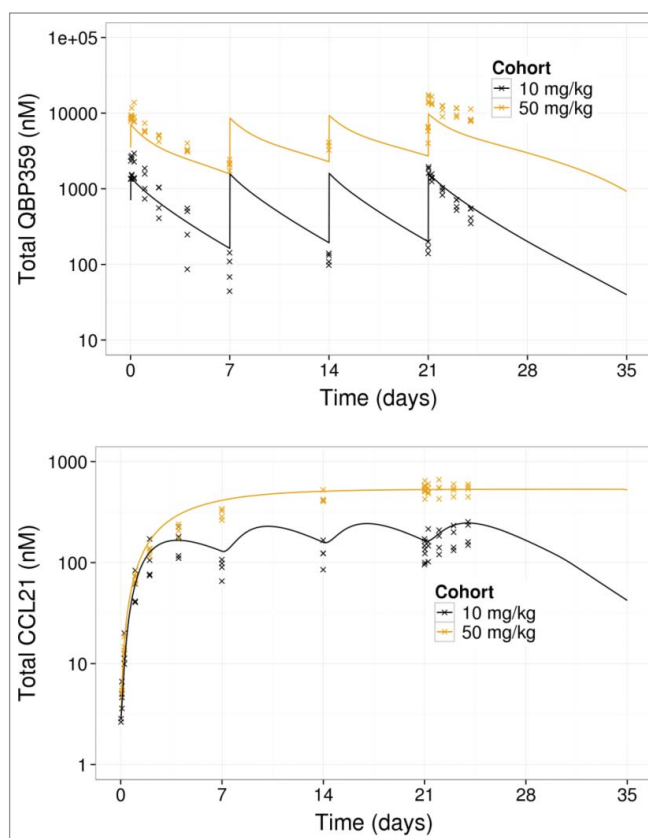 Total QBP359 (nM)
1e+05
10000
1000
100
10
Cohort
10 mg/kg
50 mg/kg
0 7 14 21 28 35
Time (days)
Total CCL21 (nM)
1000
100
10
1
Cohort
10 mg/kg
50 mg/kg
0 7 14 21 28 35
Time (days)